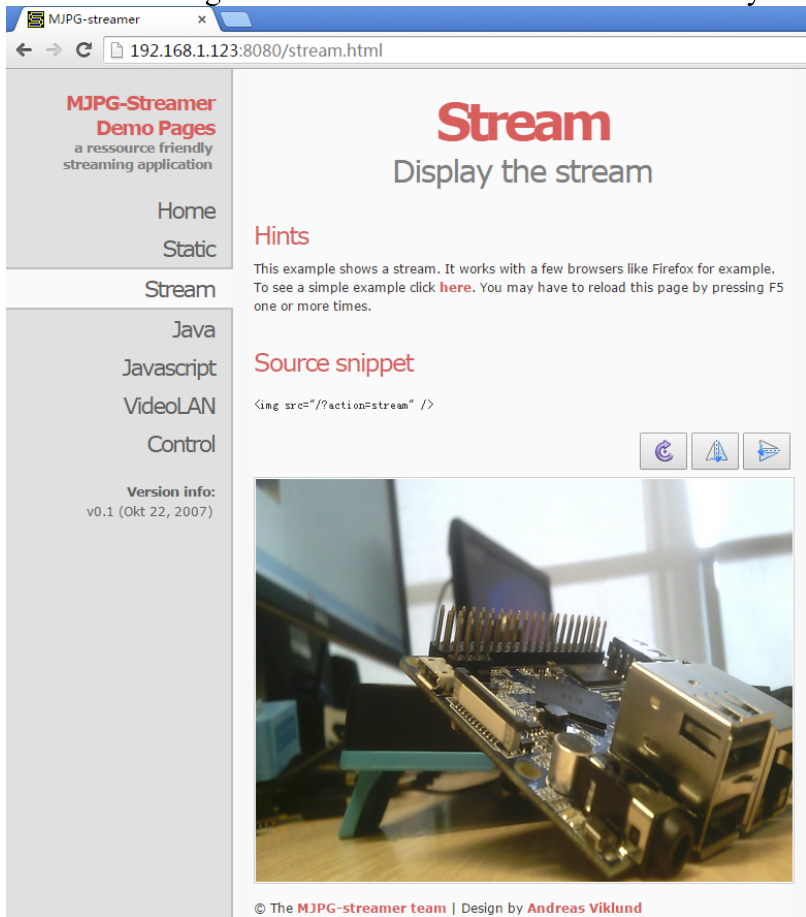 MJPG-streamer
192.168.1.123:8080/stream.html
MJPG-Streamer
Demo Pages
a ressource friendly
streaming application
Home
Static
Stream
Java
Javascript
VideoLAN
Control
Version info:
v0.1 (Okt 22, 2007)
Stream
Display the stream
Hints
This example shows a stream. It works with a few browsers like Firefox for example.
To see a simple example click here. You may have to reload this page by pressing F5
one or more times.
Source snippet
<img src="/?action=stream" />
© The MJPG-streamer team | Design by Andreas Viklund